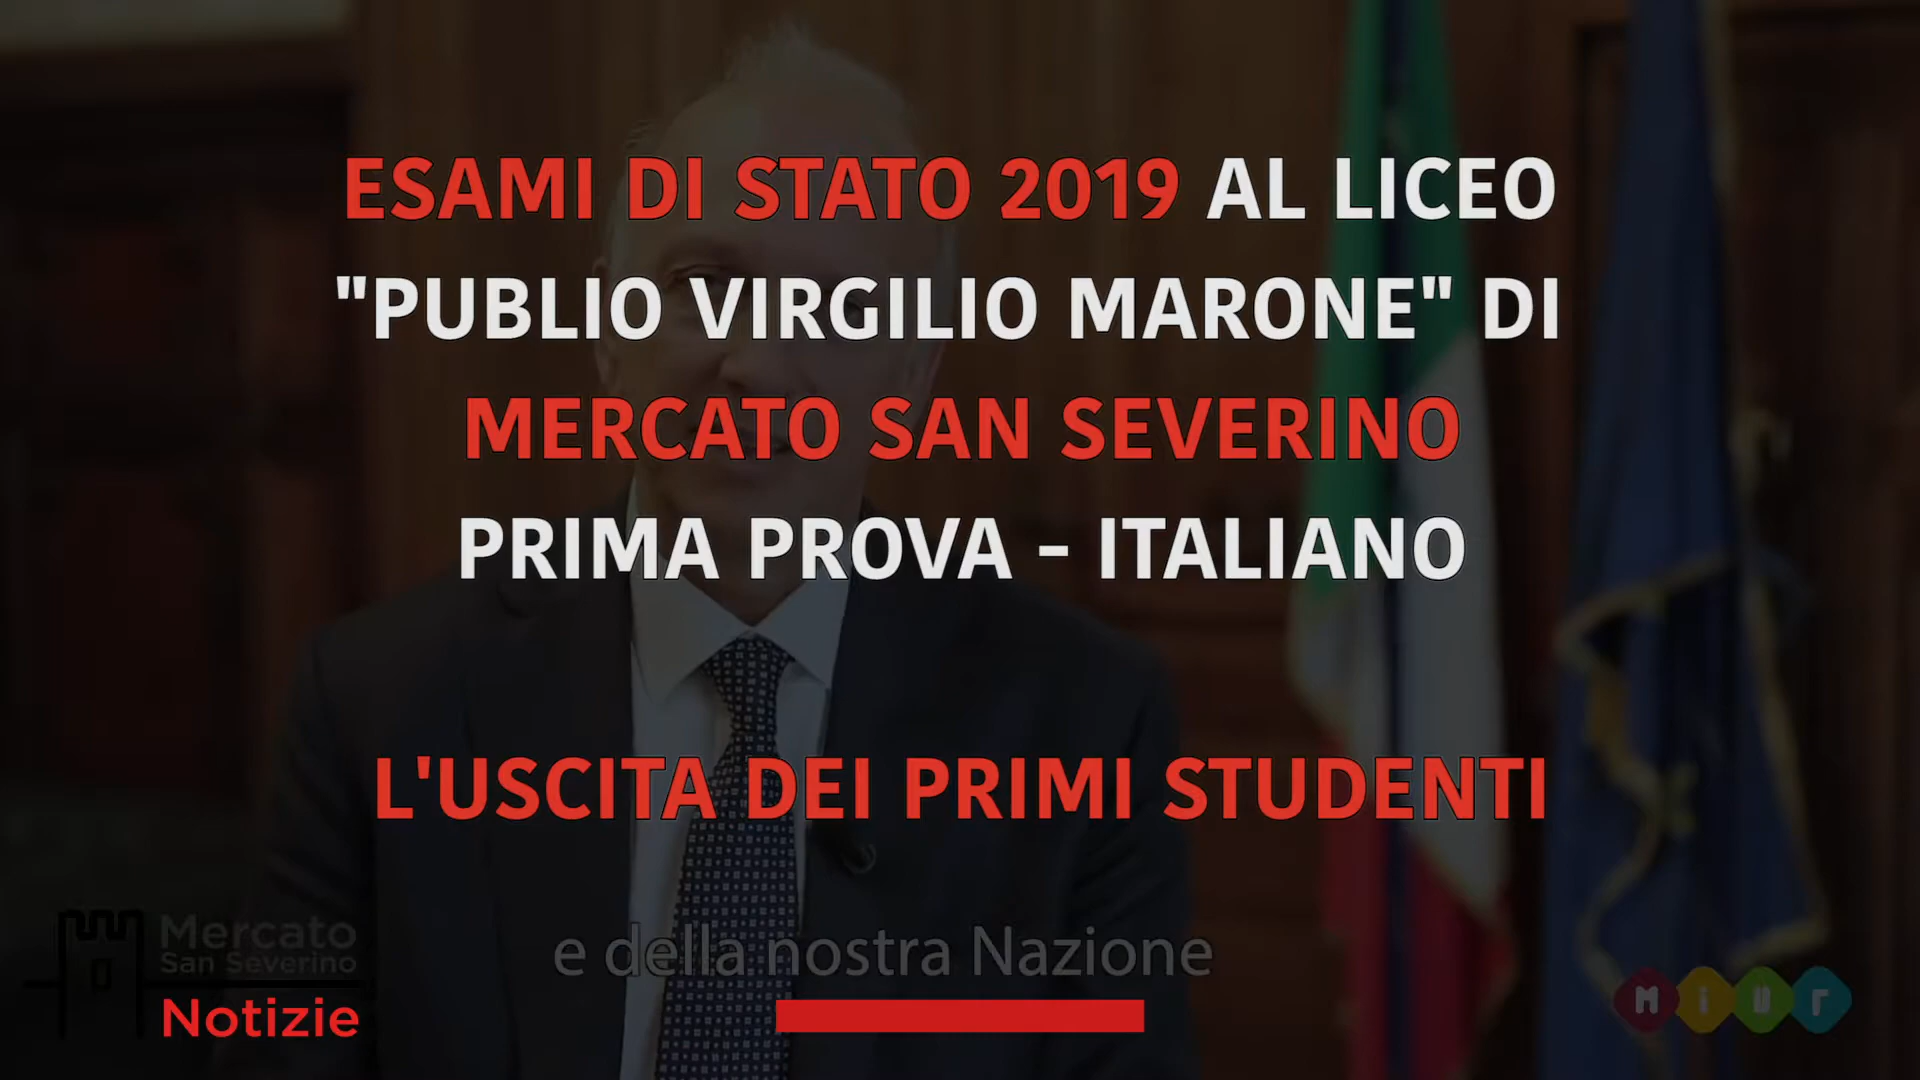 ESAMI DI STATO 2019 AL LICEO
"PUBLIO VIRGILIO MARONE" DI
MERCATO SAN SEVERINO
PRIMA PROVA - ITALIANO
L'USCITA DEI PRIMI STUDENTI
e della nostra Nazione
Mercato
San Severino
Notizie
Miur